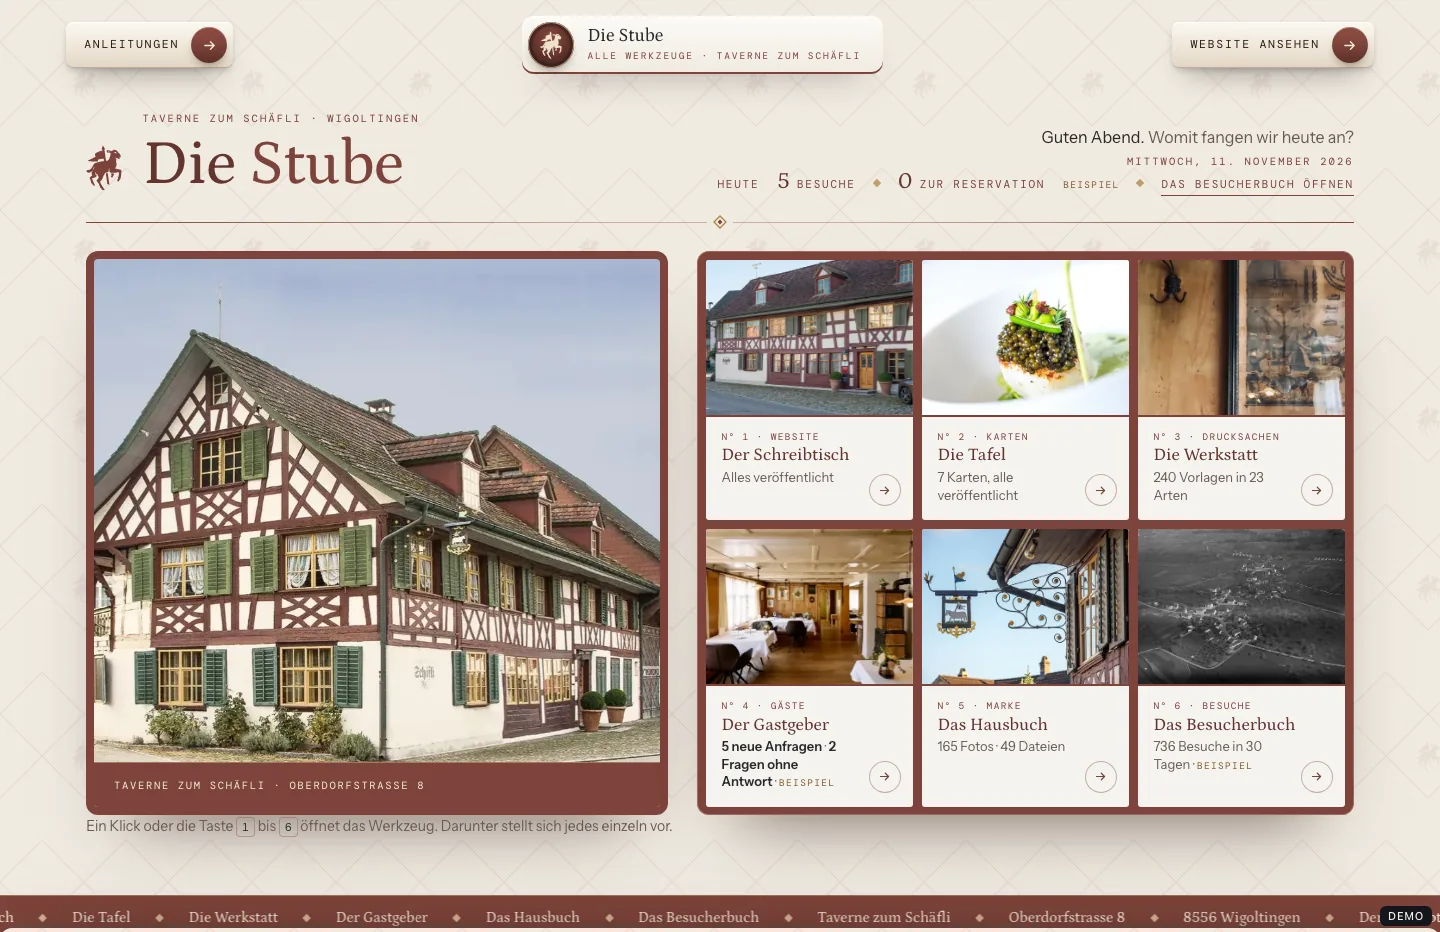 ANLEITUNGEN
Die Stube
ALLE WERKZEUGE · TAVERNE ZUM SCHÄFLI
WEBSITE ANSEHEN
TAVERNE ZUM SCHÄFLI · WIGOLTINGEN
Die Stube
Guten Abend. Womit fangen wir heute an?
MITTWOCH, 11. NOVEMBER 2026
HEUTE 5 BESUCHE ◆ 0 ZUR RESERVATION BEISPIEL ◆ DAS BESUCHERBUCH ÖFFNEN
Schäfli
TAVERNE ZUM SCHÄFLI · OBERDORFSTRASSE 8
Ein Klick oder die Taste 1 bis 6 öffnet das Werkzeug. Darunter stellt sich jedes einzeln vor.
N° 1 · WEBSITE
Der Schreibtisch
Alles veröffentlicht
N° 2 · KARTEN
Die Tafel
7 Karten, alle
veröffentlicht
N° 3 · DRUCKSACHEN
Die Werkstatt
240 Vorlagen in 23
Arten
N° 4 · GÄSTE
Der Gastgeber
5 neue Anfragen · 2
Fragen ohne
Antwort · BEISPIEL
N° 5 · MARKE
Das Hausbuch
165 Fotos · 49 Dateien
N° 6 · BESUCHE
Das Besucherbuch
736 Besuche in 30
Tagen · BEISPIEL
ch ◆ Die Tafel ◆ Die Werkstatt ◆ Der Gastgeber ◆ Das Hausbuch ◆ Das Besucherbuch ◆ Taverne zum Schäfli ◆ Oberdorfstrasse 8 ◆ 8556 Wigoltingen ◆
DEMO